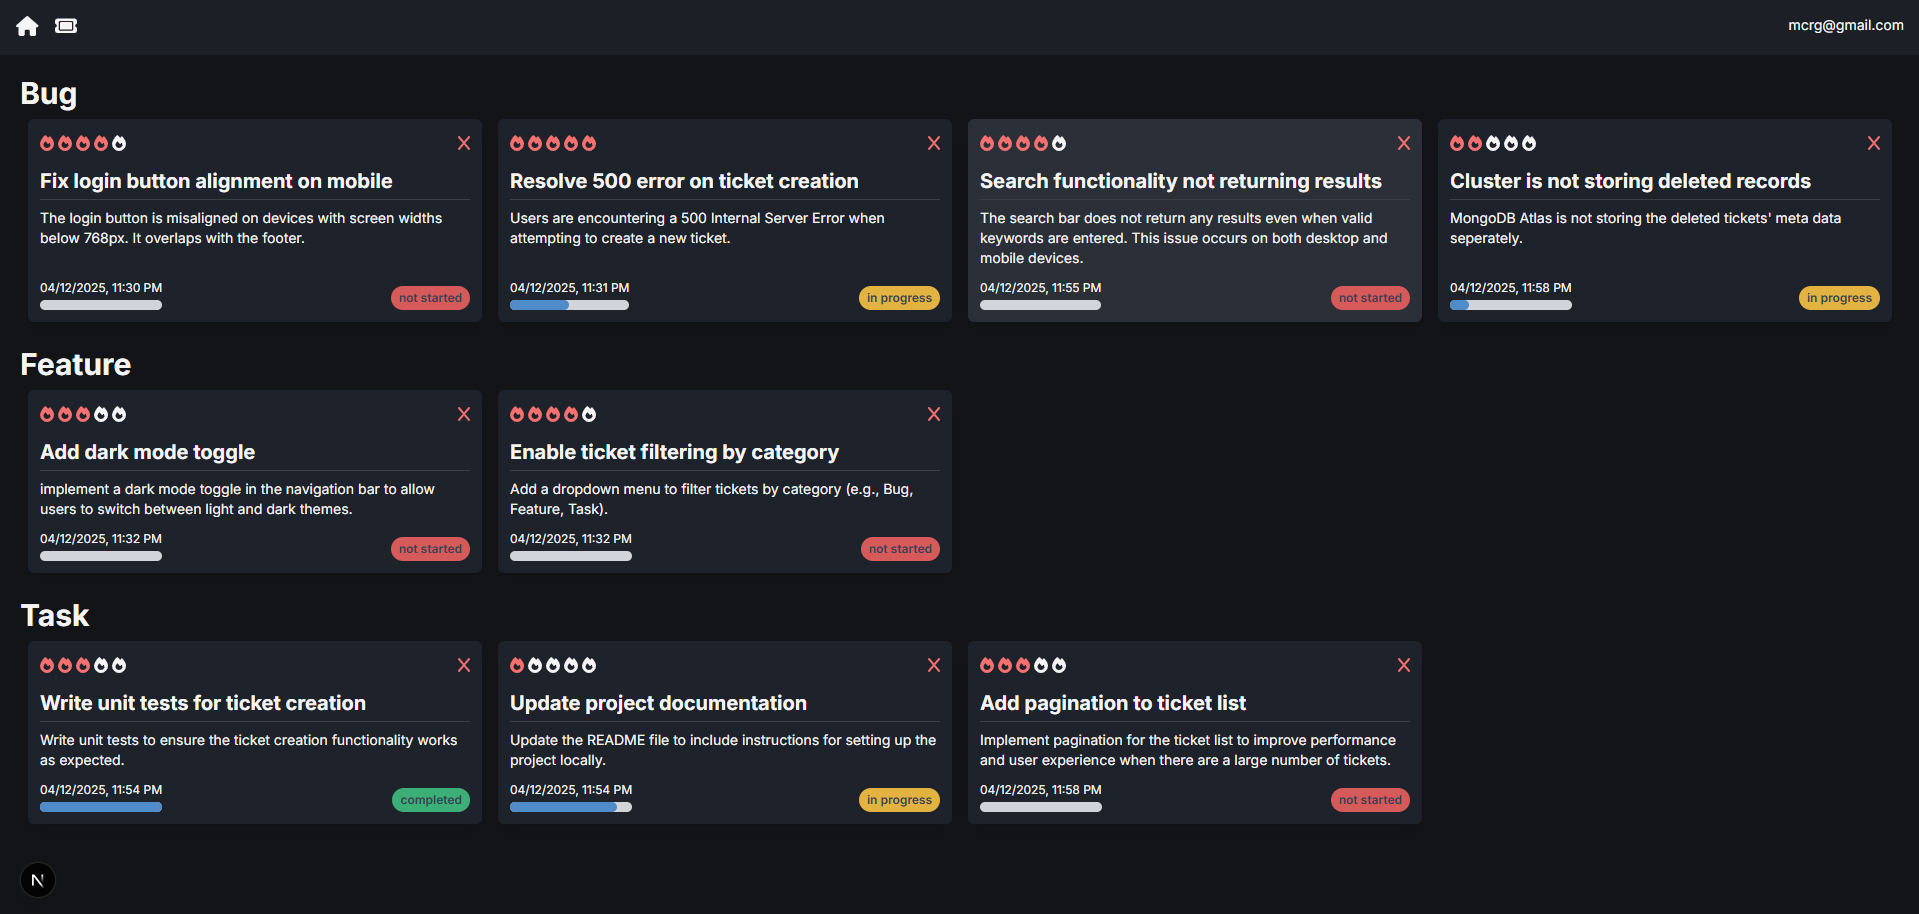 mcrg@gmail.com
Bug
Fix login button alignment on mobile
The login button is misaligned on devices with screen widths
below 768px. It overlaps with the footer.
04/12/2025, 11:30 PM
not started
Resolve 500 error on ticket creation
Users are encountering a 500 Internal Server Error when
attempting to create a new ticket.
04/12/2025, 11:31 PM
in progress
Search functionality not returning results
The search bar does not return any results even when valid
keywords are entered. This issue occurs on both desktop and
mobile devices.
04/12/2025, 11:55 PM
not started
Cluster is not storing deleted records
MongoDB Atlas is not storing the deleted tickets' meta data
seperately.
04/12/2025, 11:58 PM
in progress
Feature
Add dark mode toggle
implement a dark mode toggle in the navigation bar to allow
users to switch between light and dark themes.
04/12/2025, 11:32 PM
not started
Enable ticket filtering by category
Add a dropdown menu to filter tickets by category (e.g., Bug,
Feature, Task).
04/12/2025, 11:32 PM
not started
Task
Write unit tests for ticket creation
Write unit tests to ensure the ticket creation functionality works
as expected.
04/12/2025, 11:54 PM
completed
Update project documentation
Update the README file to include instructions for setting up the
project locally.
04/12/2025, 11:54 PM
in progress
Add pagination to ticket list
Implement pagination for the ticket list to improve performance
and user experience when there are a large number of tickets.
04/12/2025, 11:58 PM
not started
N